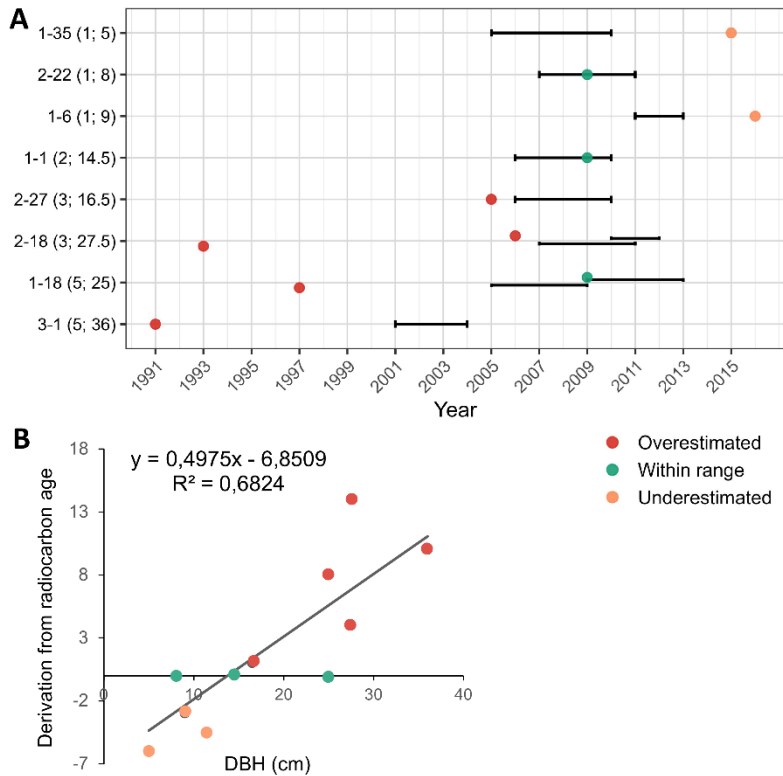 A
1-35 (1; 5)
2-22 (1; 8)
1-6 (1; 9)
1-1 (2; 14.5)
2-27 (3; 16.5)
2-18 (3; 27.5)
1-18 (5; 25)
3-1 (5; 36)
1991 1993 1995 1997 1999 2001 2003 2005 2007 2009 2011 2013 2015
Year
B
y = 0,4975x - 6,8509
R² = 0,6824
Overestimated
Within range
Underestimated
Derivation from radiocarbon age
18
13
8
3
-2
-7
0 10 20 30 40
DBH (cm)